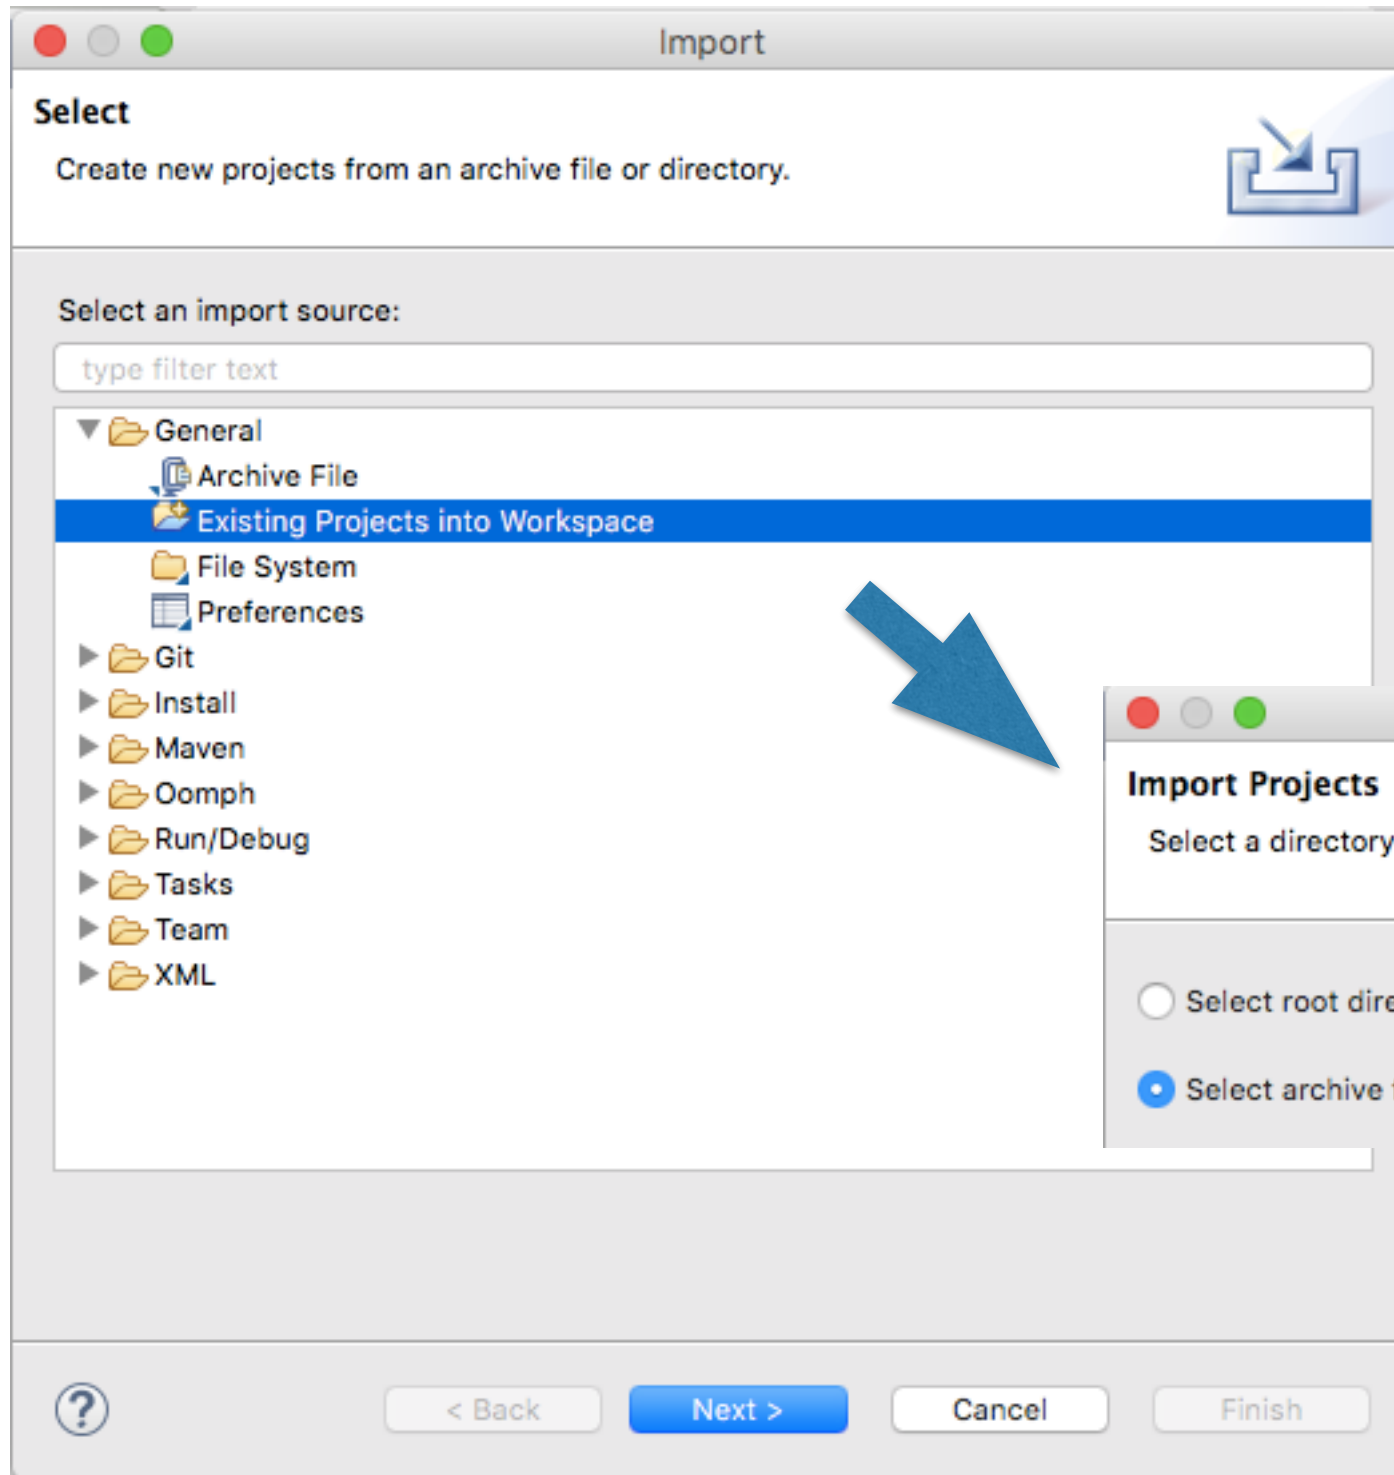 Import
Select
Create new projects from an archive file or directory.
Select an import source:
type filter text
General
Archive File
Existing Projects into Workspace
File System
Preferences
Git
Install
Maven
Oomph
Run/Debug
Tasks
Team
XML
Import Projects
Select a directory
Select root dire
Select archive
? < Back Next > Cancel Finish